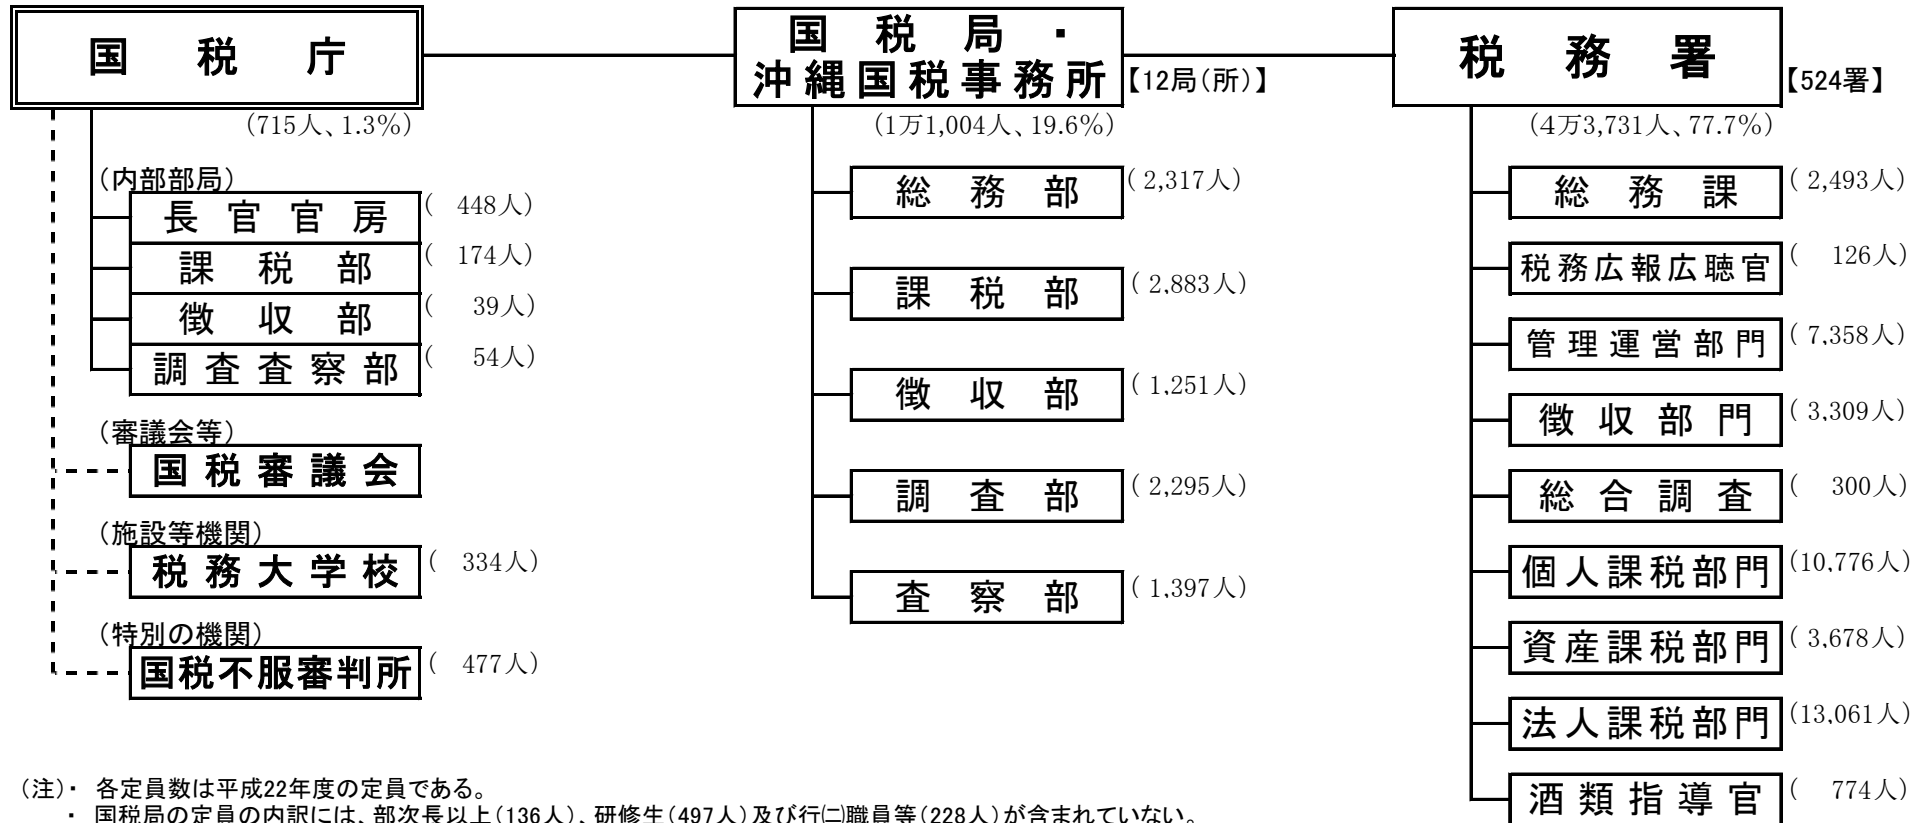 国税庁
(715人、1.3%)
(内部部局)
長官官房 ( 448人)
課税部 ( 174人)
徴収部 ( 39人)
調査査察部 ( 54人)
(審議会等)
国税審議会
(施設等機関)
税務大学校 ( 334人)
(特別の機関)
国税不服審判所 ( 477人)
国税局・
沖縄国税事務所 【12局(所)】
(1万1,004人、19.6%)
総務部 ( 2,317人)
課税部 ( 2,883人)
徴収部 ( 1,251人)
調査部 ( 2,295人)
査察部 ( 1,397人)
税務署 【524署】
(4万3,731人、77.7%)
総務課 ( 2,493人)
税務広報広聴官 ( 126人)
管理運営部門 ( 7,358人)
徴収部門 ( 3,309人)
総合調査 ( 300人)
個人課税部門 (10,776人)
資産課税部門 ( 3,678人)
法人課税部門 (13,061人)
酒類指導官 ( 774人)
(注)・ 各定員数は平成22年度の定員である。
・ 国税局の定員の内訳には、部次長以上(136人)、研修生(497人)及び行㈡職員等(228人)が含まれていない。